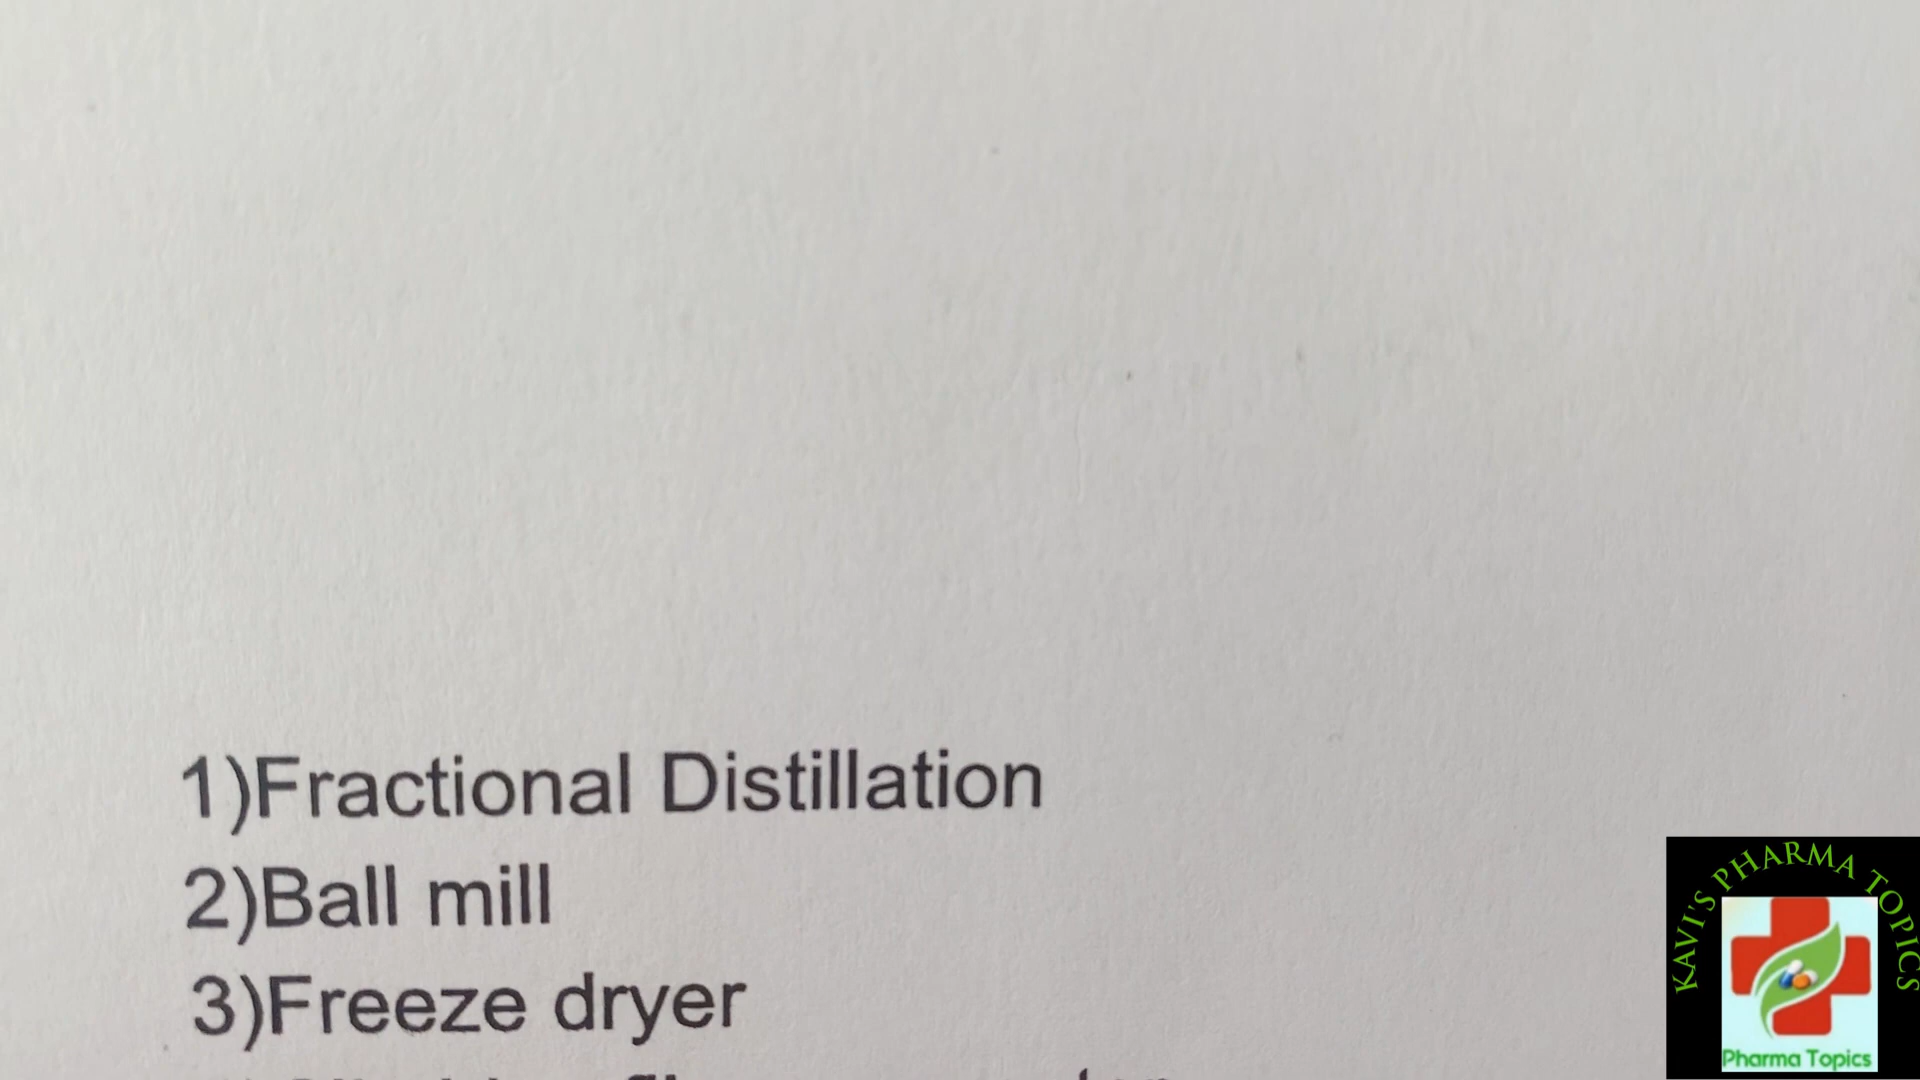 1)Fractional Distillation
2)Ball mill
3)Freeze dryer
KAVI'S PHARMA TOPICS
Pharma Topics